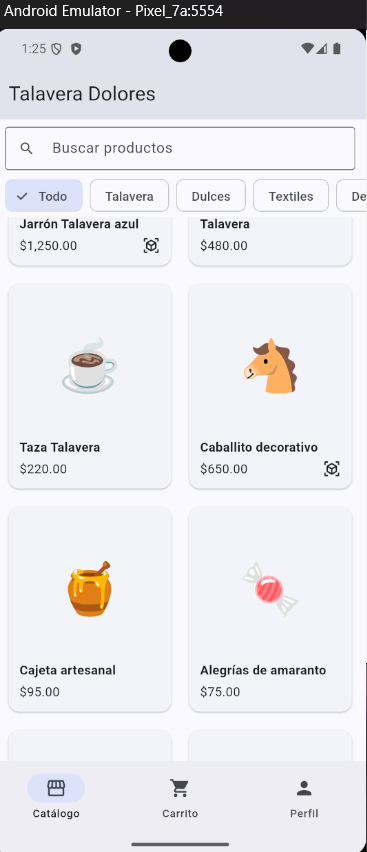 Android Emulator - Pixel_7a:5554
1:25
Talavera Dolores
Buscar productos
Todo Talavera Dulces Textiles De
Jarrón Talavera azul Talavera
$1,250.00 $480.00
Taza Talavera Caballito decorativo
$220.00 $650.00
Cajeta artesanal Alegrías de amaranto
$95.00 $75.00
Catálogo Carrito Perfil